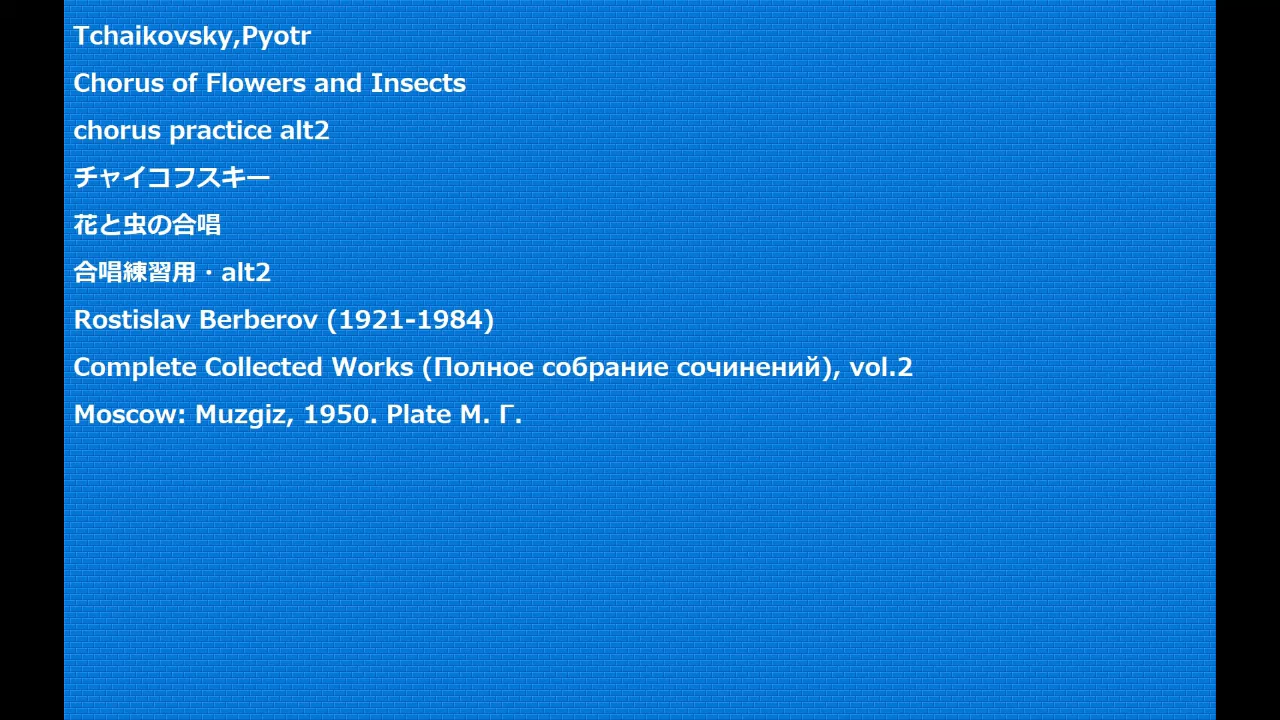 Tchaikovsky,Pyotr
Chorus of Flowers and Insects
chorus practice alt2
チャイコフスキー
花と虫の合唱
合唱練習用・alt2
Rostislav Berberov (1921-1984)
Complete Collected Works (Полное собрание сочинений), vol.2
Moscow: Muzgiz, 1950. Plate М. Г.